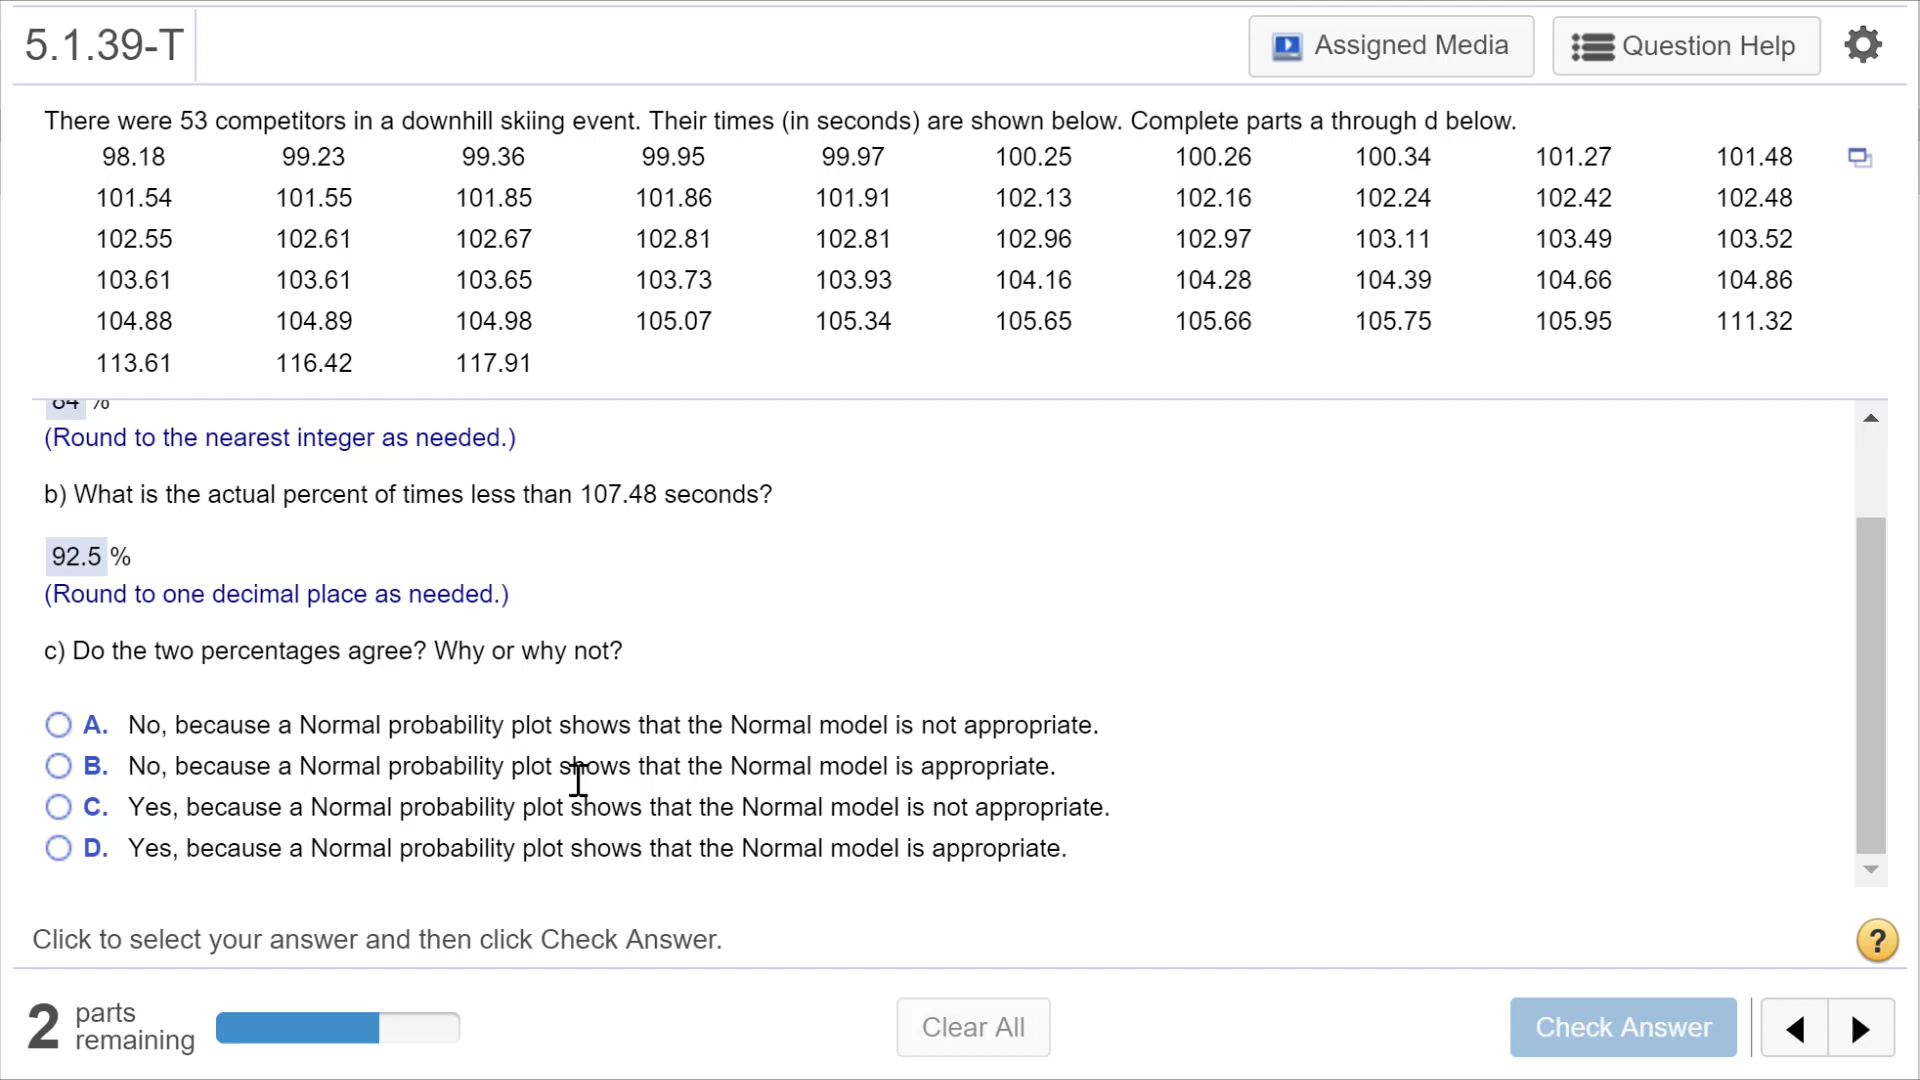 5.1.39-T
Assigned Media
Question Help
There were 53 competitors in a downhill skiing event. Their times (in seconds) are shown below. Complete parts a through d below.
98.18 99.23 99.36 99.95 99.97 100.25 100.26 100.34 101.27 101.48
101.54 101.55 101.85 101.86 101.91 102.13 102.16 102.24 102.42 102.48
102.55 102.61 102.67 102.81 102.81 102.96 102.97 103.11 103.49 103.52
103.61 103.61 103.65 103.73 103.93 104.16 104.28 104.39 104.66 104.86
104.88 104.89 104.98 105.07 105.34 105.65 105.66 105.75 105.95 111.32
113.61 116.42 117.91
84 %
(Round to the nearest integer as needed.)
b) What is the actual percent of times less than 107.48 seconds?
92.5 %
(Round to one decimal place as needed.)
c) Do the two percentages agree? Why or why not?
A. No, because a Normal probability plot shows that the Normal model is not appropriate.
B. No, because a Normal probability plot shows that the Normal model is appropriate.
C. Yes, because a Normal probability plot shows that the Normal model is not appropriate.
D. Yes, because a Normal probability plot shows that the Normal model is appropriate.
Click to select your answer and then click Check Answer.
?
2 parts
remaining
Clear All
Check Answer